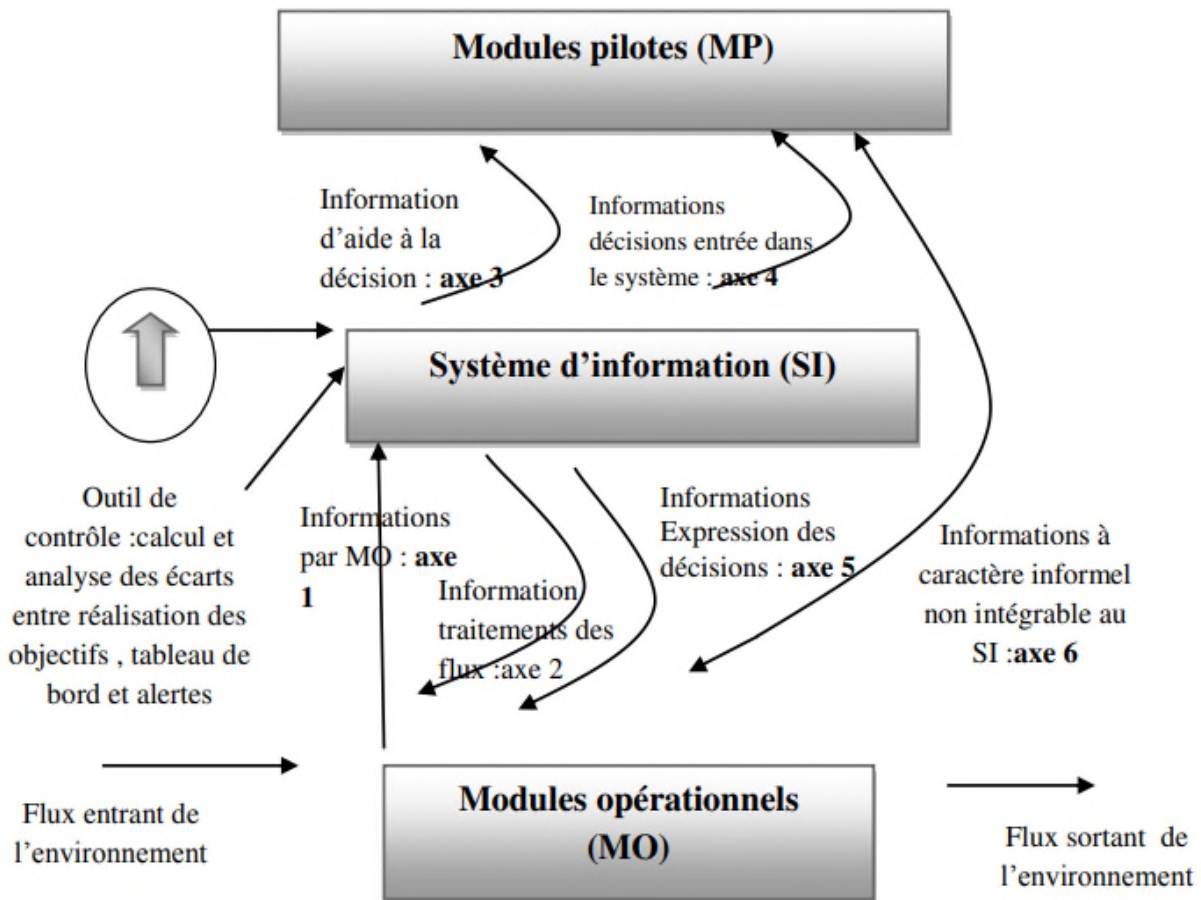 Modules pilotes (MP)
Information
d'aide à la
décision : axe 3
Informations
décisions entrée dans
le système : axe 4
Système d'information (SI)
Outil de
contrôle :calcul et
analyse des écarts
entre réalisation des
objectifs , tableau de
bord et alertes
Informations
par MO : axe
1
Information
traitements des
flux :axe 2
Informations
Expression des
décisions : axe 5
Informations à
caractère informel
non intégrable au
SI :axe 6
Flux entrant de
l'environnement
Modules opérationnels
(MO)
Flux sortant de
l'environnement